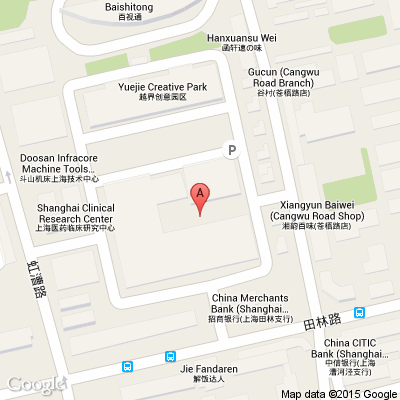 Baishitong
百视通
Hanxuansu Wei
函轩速の味
Yuejie Creative Park
越界创意园区
Gucun (Cangwu
Road Branch)
谷村(苍梧路店)
P
Doosan Infracore
Machine Tools...
斗山机床上海技术中心
A
Shanghai Clinical
Research Center
上海医药临床研究中心
Xiangyun Baiwei
(Cangwu Road Shop)
湘韵百味(苍梧路店)
虹漕路
China Merchants
Bank (Shanghai...
招商银行(上海田林支行)
田林路
China CITIC
Bank (Shanghai...
中信银行(上海
漕河泾支行)
Jie Fandaren
解饭达人
Google
Map data ©2015 Google